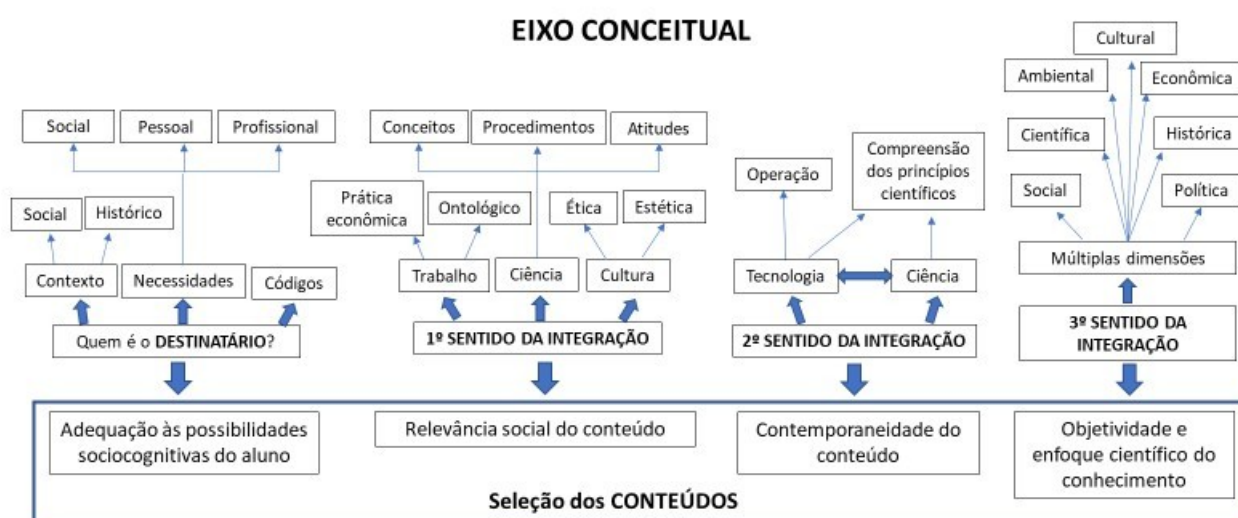 EIXO CONCEITUAL
Social
Pessoal
Profissional
Social
Histórico
Contexto
Necessidades
Códigos
Quem é o DESTINATÁRIO?
Conceitos
Procedimentos
Atitudes
Prática
econômica
Ontológico
Ética
Estética
Trabalho
Ciência
Cultura
1º SENTIDO DA INTEGRAÇÃO
Operação
Compreensão
dos princípios
científicos
Tecnologia
Ciência
2º SENTIDO DA INTEGRAÇÃO
Cultural
Ambiental
Econômica
Científica
Histórica
Social
Política
Múltiplas dimensões
3º SENTIDO DA
INTEGRAÇÃO
Adequação às possibilidades
sociocognitivas do aluno
Relevância social do conteúdo
Contemporaneidade do
conteúdo
Objetividade e
enfoque científico do
conhecimento
Seleção dos CONTEÚDOS